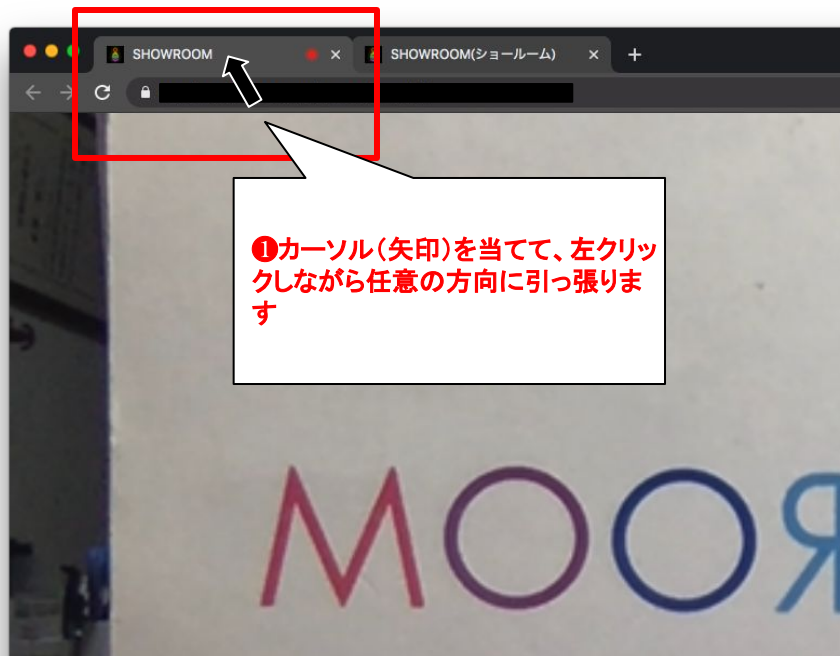 SHOWROOM
SHOWROOM(ショールーム)
❶カーソル(矢印)を当てて、左クリッ
クしながら任意の方向に引っ張りま
す
MOOR